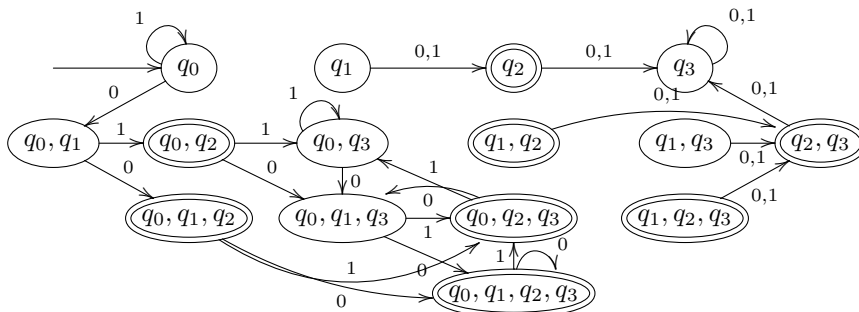 1 0,1
q0 q1 0,1 q2 0,1 q3
0 1 0,1 0,1
q0, q1 1 q0, q2 1 q0, q3 q1, q2 q1, q3 0,1 q2, q3
0 0 0 1 0,1
q0, q1, q2 q0, q1, q3 0 1 q0, q2, q3 q1, q2, q3
1 0 1 0
0 q0, q1, q2, q3